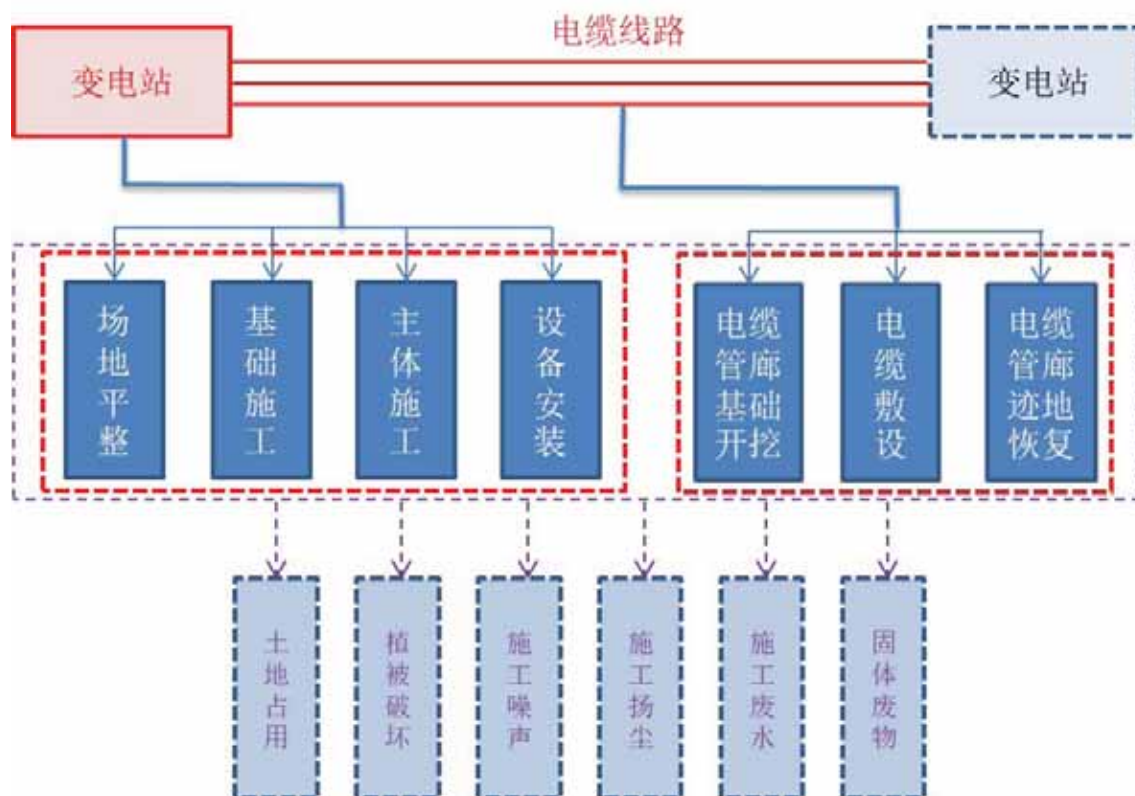 电缆线路
变电站
变电站
场地平整
基础施工
主体施工
设备安装
电缆
管廊
基础
开挖
电缆敷设
电缆
管廊
迹地
恢复
土地占用
植被破坏
施工噪声
施工扬尘
施工废水
固体废物